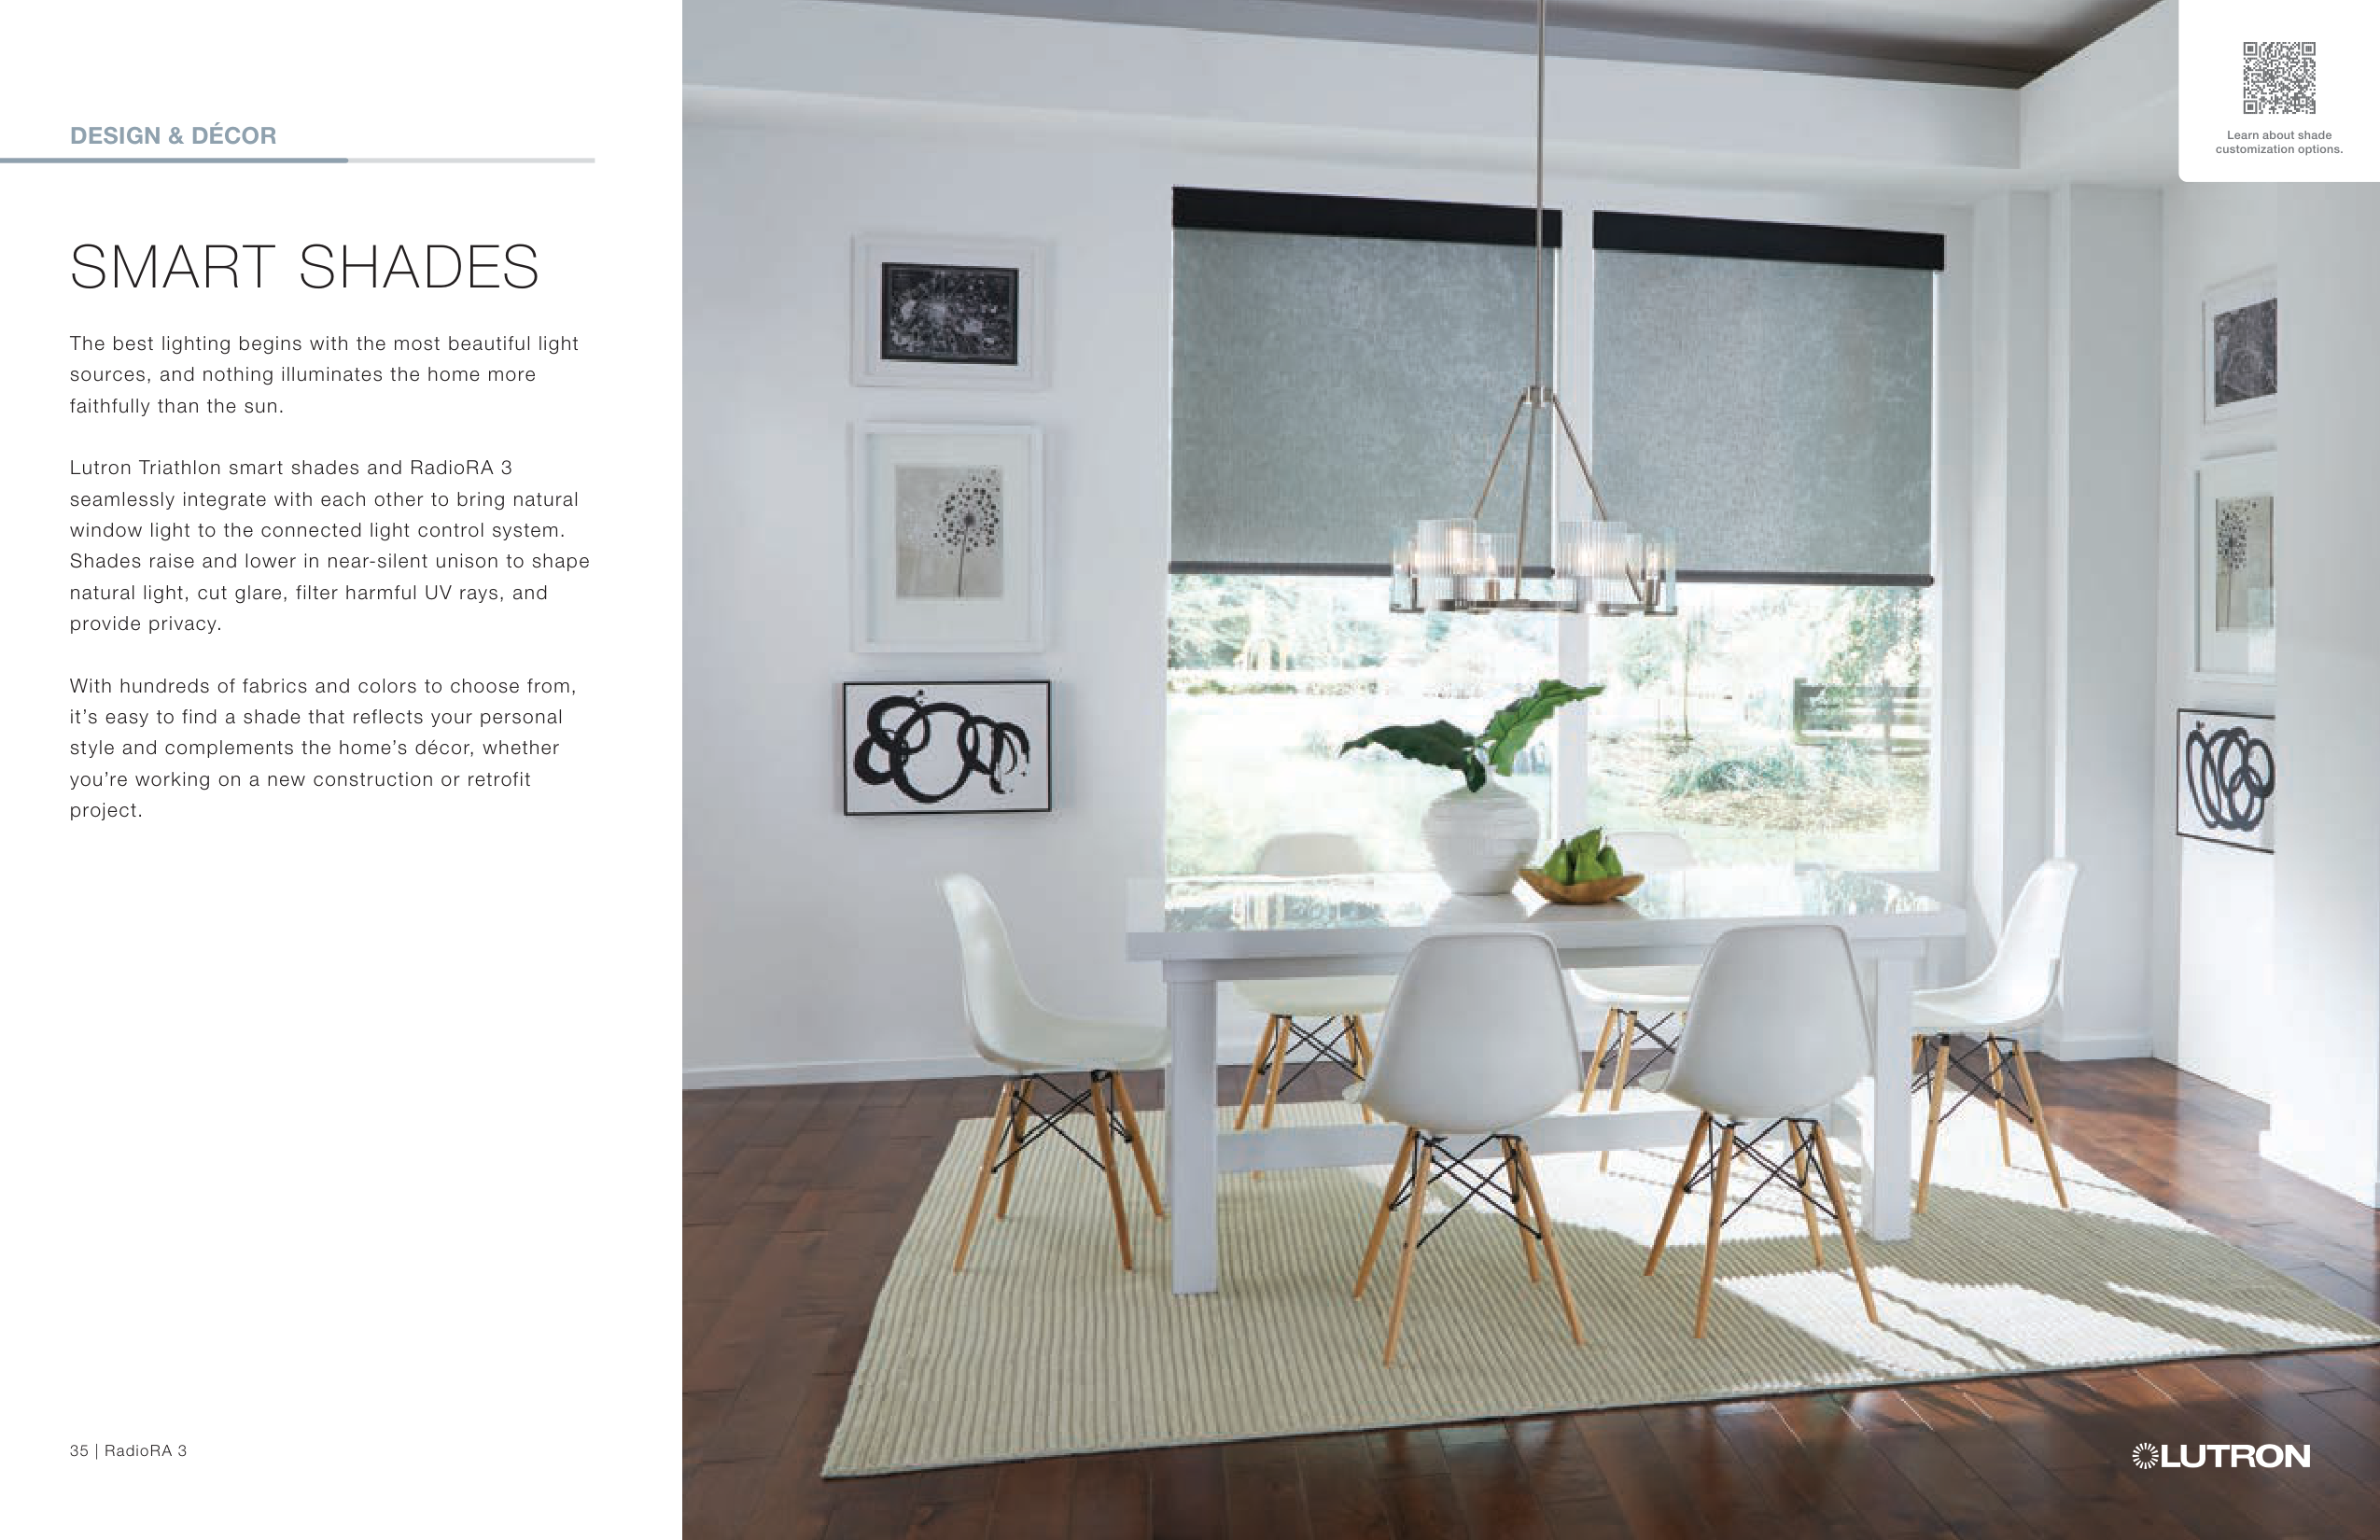 DESIGN & DÉCOR
SMART SHADES
The best lighting begins with the most beautiful light
sources, and nothing illuminates the home more
faithfully than the sun.
Lutron Triathlon smart shades and RadioRA 3
seamlessly integrate with each other to bring natural
window light to the connected light control system.
Shades raise and lower in near-silent unison to shape
natural light, cut glare, filter harmful UV rays, and
provide privacy.
With hundreds of fabrics and colors to choose from,
it’s easy to find a shade that reflects your personal
style and complements the home’s décor, whether
you’re working on a new construction or retrofit
project.
35 | RadioRA 3
Learn about shade
customization options.
LUTRON